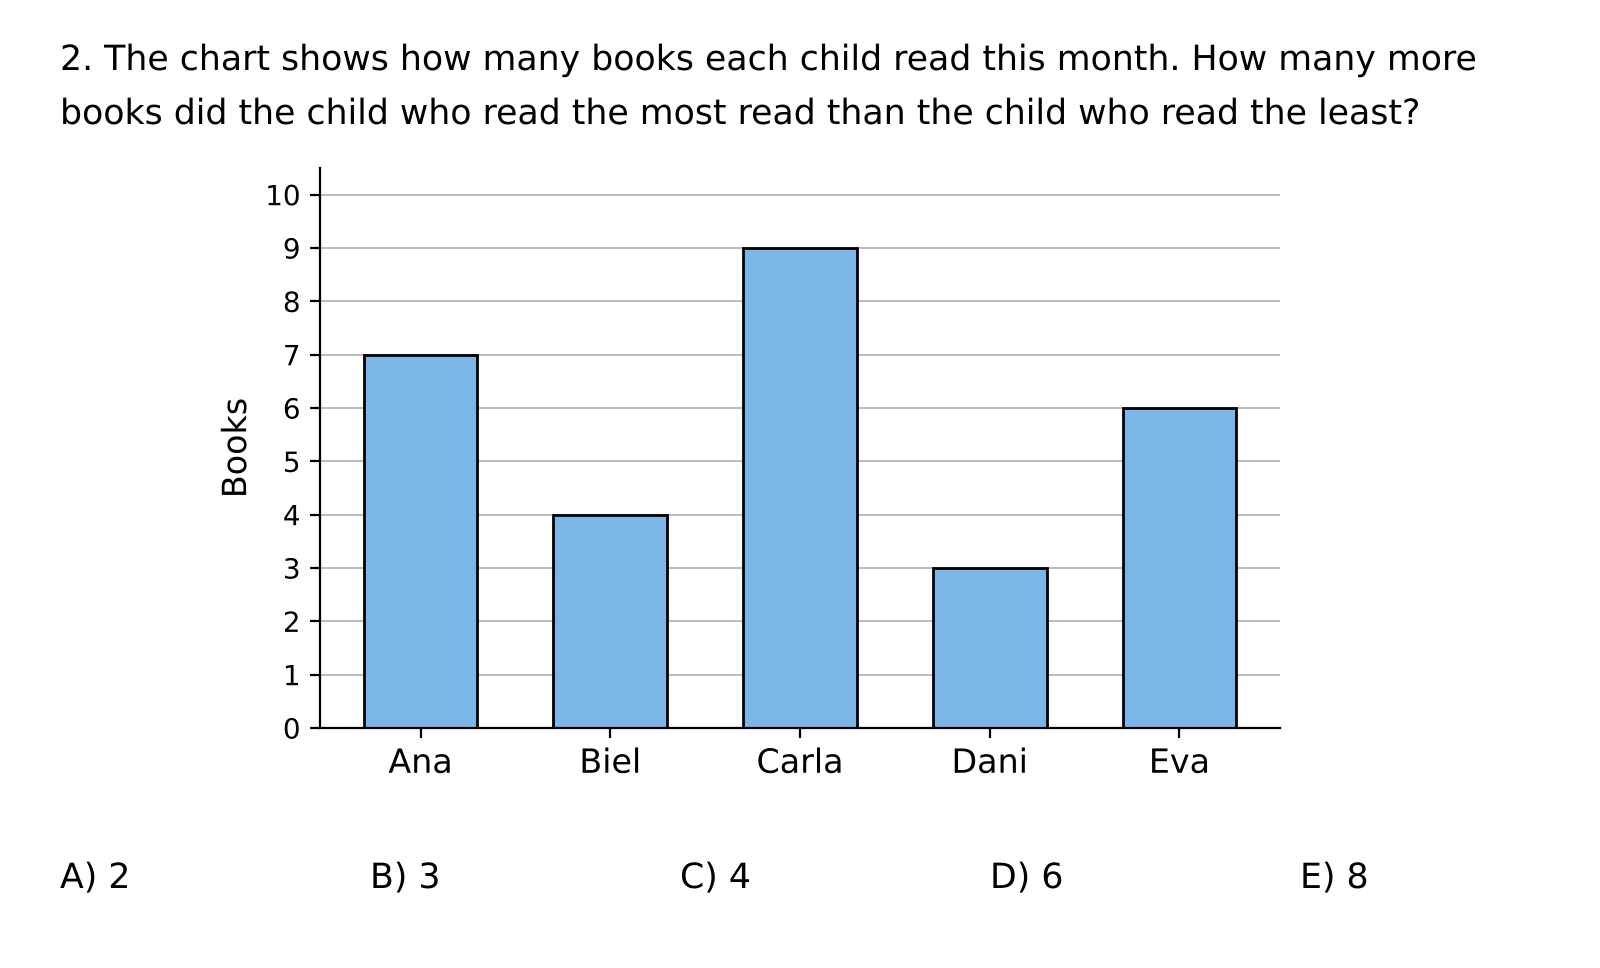 2. The chart shows how many books each child read this month. How many more
books did the child who read the most read than the child who read the least?
10
9
8
7
6
5
4
3
2
1
0
Books
Ana Biel Carla Dani Eva
A) 2 B) 3 C) 4 D) 6 E) 8